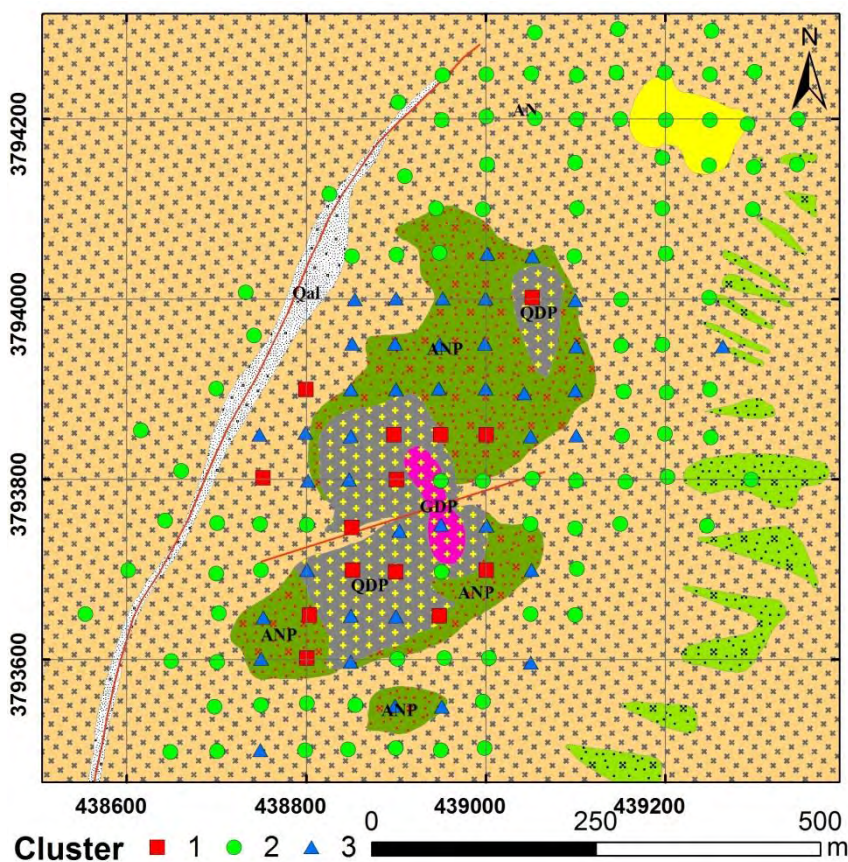 N
3794200
AN
Qal
3794000
QDP
ANP
3793800
GDP
QDP
ANP
ANP
3793600
ANP
438600
438800
439000
439200
0
250
500
m
Cluster 1 2 3